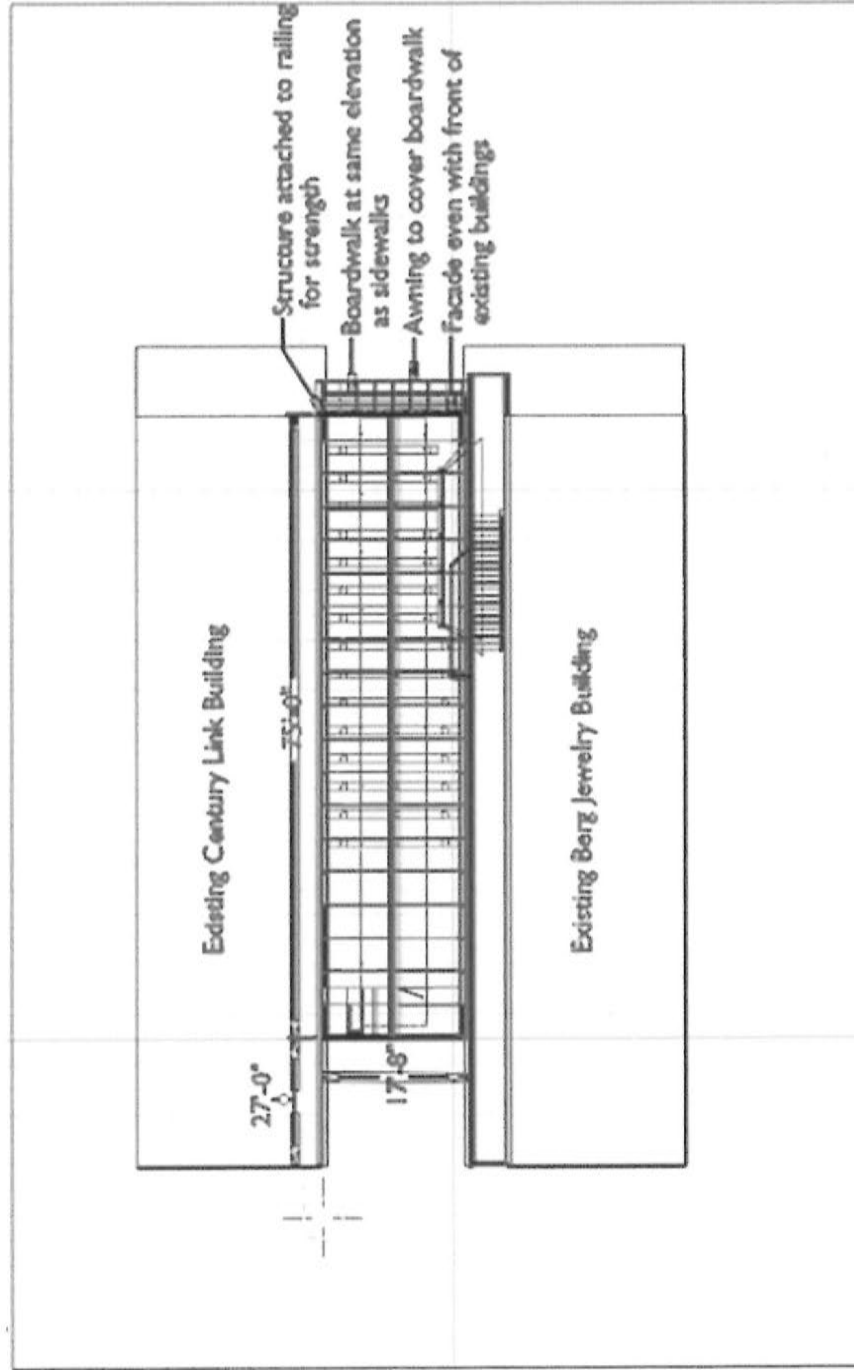 Structure attached to railing
for strength
Boardwalk at same elevation
as sidewalks
Awning to cover boardwalk
Facade even with front of
existing buildings
Existing Century Link Building
75'-0"
27'-0"
17'-8"
Existing Berg Jewelry Building